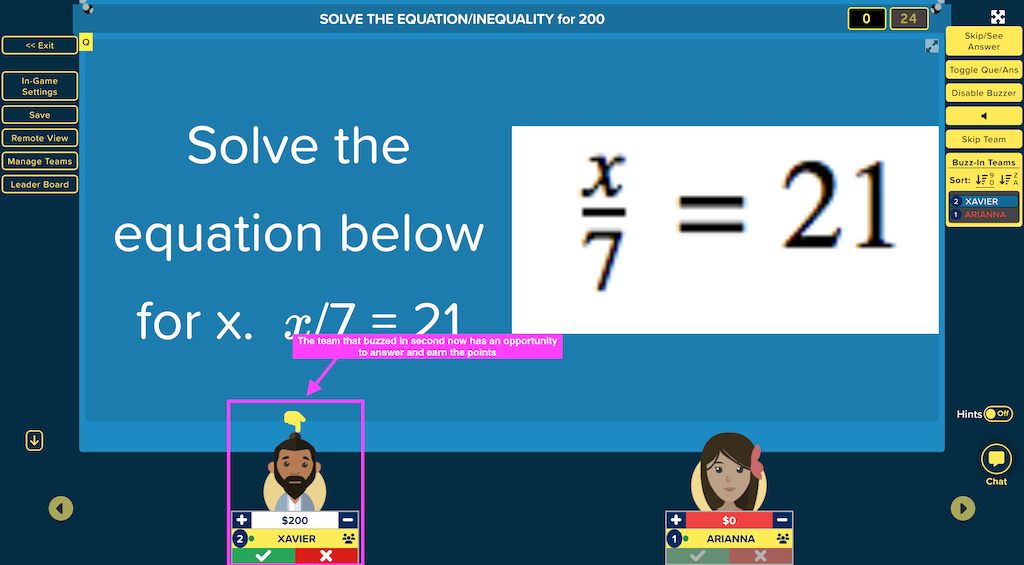 SOLVE THE EQUATION/INEQUALITY for 200
0
24
<< Exit
Q
In-Game
Settings
Save
Remote View
Manage Teams
Leader Board
Solve the
equation below
for x. x/7 = 21
x/7 = 21
The team that buzzed in second now has an opportunity
to answer and earn the points
Skip/See
Answer
Toggle Que/Ans
Disable Buzzer
Skip Team
Buzz-In Teams
Sort: 9 0 Z A
2 XAVIER
1 ARIANNA
Hints Off
Chat
$200
2 XAVIER
$0
1 ARIANNA